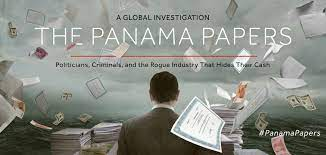 A GLOBAL INVESTIGATION
THE PANAMA PAPERS
Politicians, Criminals, and the Rogue Industry That Hides Their Cash
#PanamaPapers